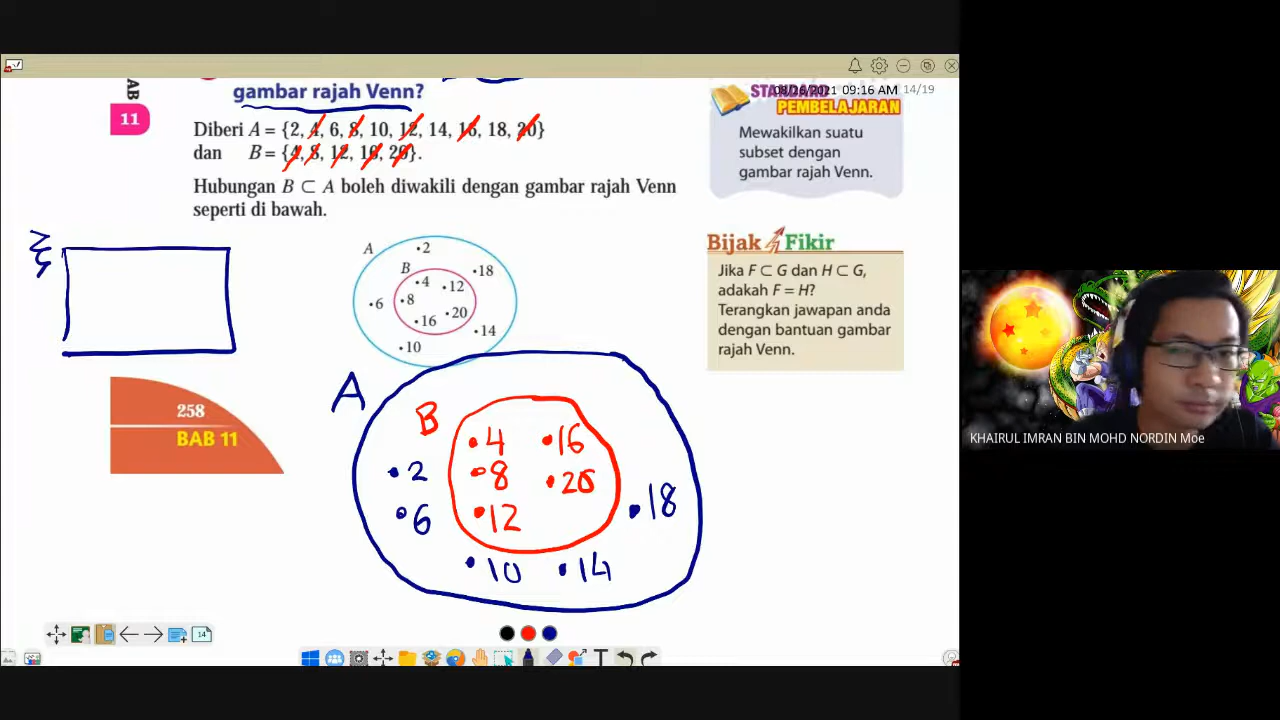 AB
11
gambar rajah Venn?
Diberi A = {2, 4, 6, 8, 10, 12, 14, 16, 18, 20}
dan B = {4, 8, 12, 16, 20}.
Hubungan B ⊂ A boleh diwakili dengan gambar rajah Venn
seperti di bawah.
STANDARD
08/26/2021 09:16 AM 14/19
PEMBELAJARAN
Mewakilkan suatu
subset dengan
gambar rajah Venn.
Bijak Fikir
Jika F ⊂ G dan H ⊂ G,
adakah F = H?
Terangkan jawapan anda
dengan bantuan gambar
rajah Venn.
ξ
A
•2
B
•18
•4
•12
•6
•8
•20
•16
•14
•10
258
BAB 11
A
B
•4 •16
•2 •8 •20
•6 •12 •18
•10 •14
KHAIRUL IMRAN BIN MOHD NORDIN Moe
14
T